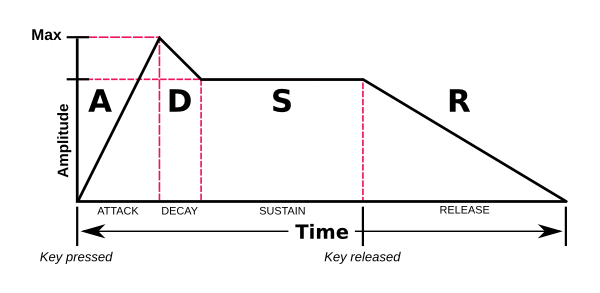 Max
A D S R
Amplitude
ATTACK DECAY SUSTAIN RELEASE
Time
Key pressed Key released